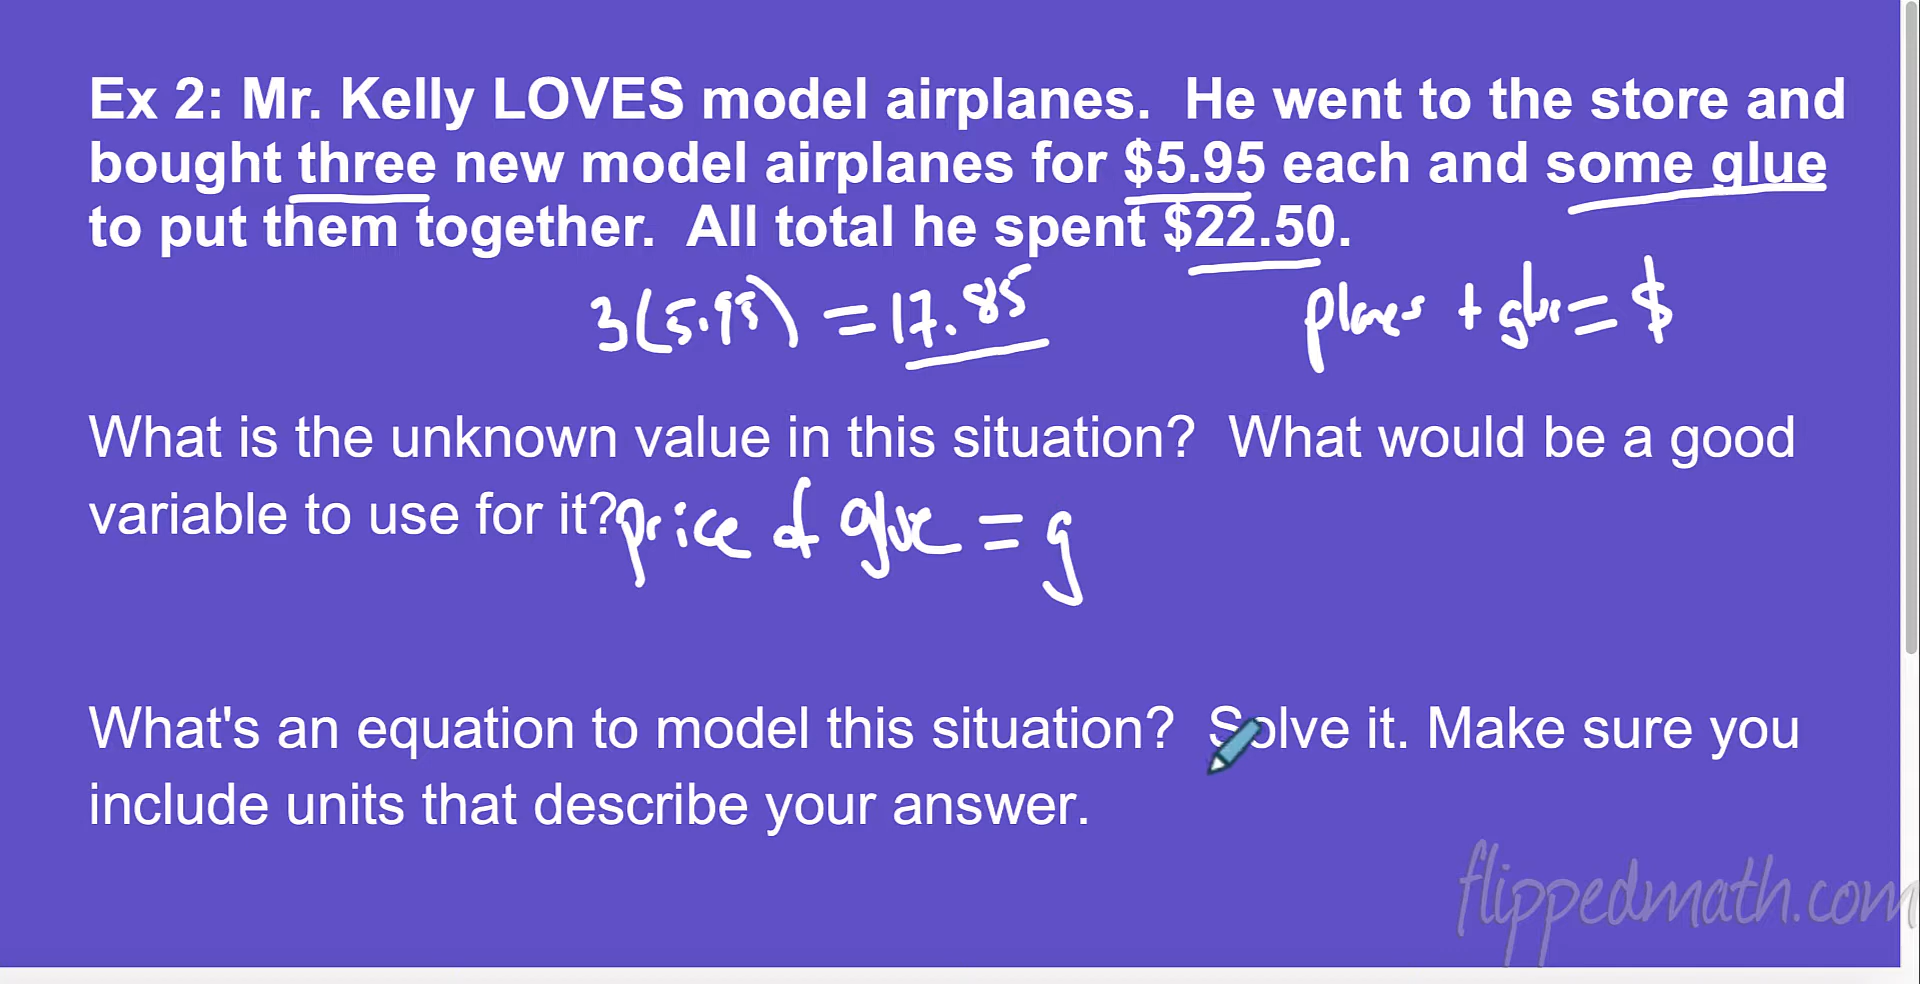 Ex 2: Mr. Kelly LOVES model airplanes. He went to the store and
bought three new model airplanes for $5.95 each and some glue
to put them together. All total he spent $22.50.
3(5.95) = 17.85
planes + glue = $
What is the unknown value in this situation? What would be a good
variable to use for it? price of glue = g
What's an equation to model this situation? Solve it. Make sure you
include units that describe your answer.
flippedmath.com